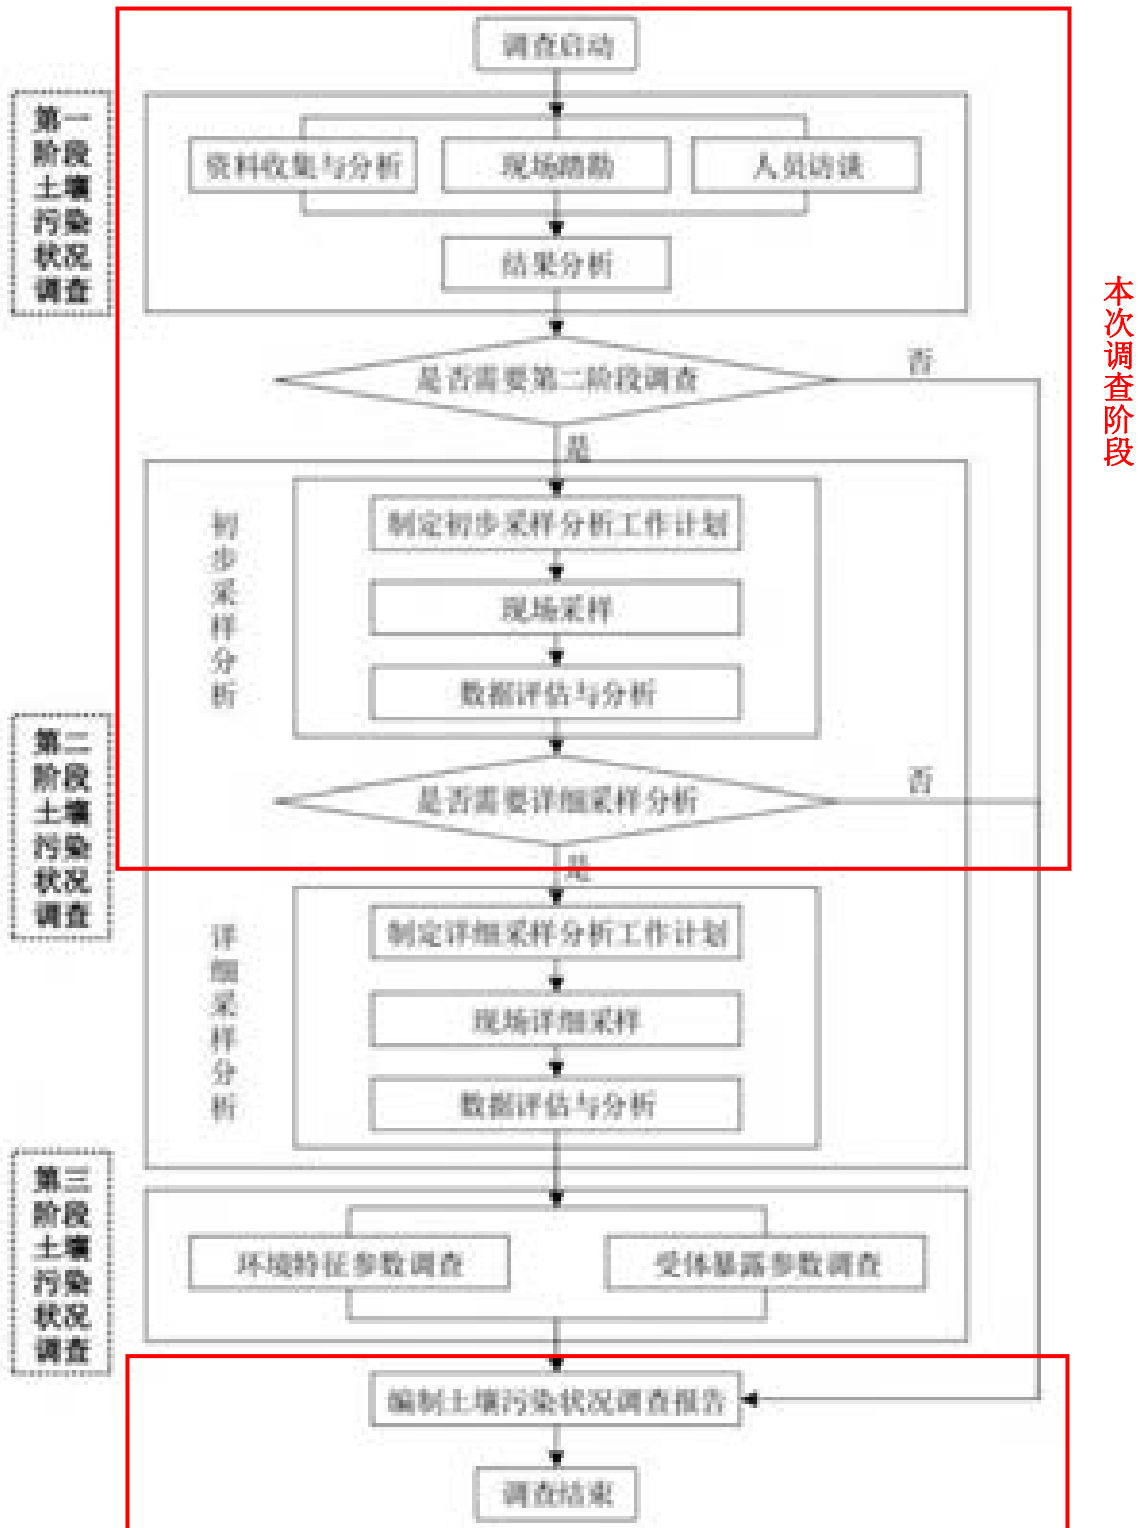 调查启动
第一阶段土壤污染状况调查
资料收集与分析
现场踏勘
人员访谈
结果分析
本次调查阶段
是否需要第二阶段调查
否
是
初步采样分析
制定初步采样分析工作计划
现场采样
数据评估与分析
第二阶段土壤污染状况调查
是否需要详细采样分析
否
是
详细采样分析
制定详细采样分析工作计划
现场详细采样
数据评估与分析
第三阶段土壤污染状况调查
环境特征参数调查
受体暴露参数调查
编制土壤污染状况调查报告
调查结束